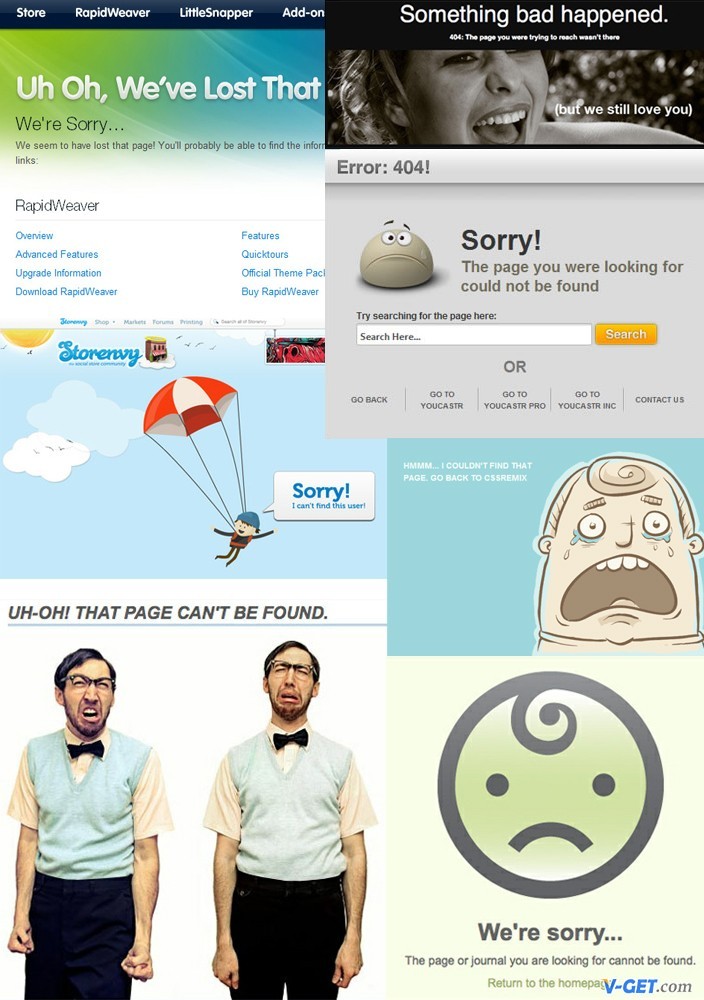 Store RapidWeaver LittleSnapper Add-on
Uh Oh, We've Lost That
We're Sorry...
We seem to have lost that page! You'll probably be able to find the inforn
links:
RapidWeaver
Overview Features
Advanced Features Quicktours
Upgrade Information Official Theme Pack
Download RapidWeaver Buy RapidWeaver
Something bad happened.
404: The page you were trying to reach wasn't there
(but we still love you)
Error: 404!
Sorry!
The page you were looking for
could not be found
Try searching for the page here:
Search Here... Search
OR
GO BACK
GO TO
YOUCASTR
GO TO
YOUCASTR PRO
GO TO
YOUCASTR INC
CONTACT US
Storenvy Shop Markets Forums Printing Search all of Storenvy
Storenvy
Sorry!
I can't find this user!
HMMM... I COULDN'T FIND THAT
PAGE. GO BACK TO CSSREMIX
UH-OH! THAT PAGE CAN'T BE FOUND.
We're sorry...
The page or journal you are looking for cannot be found.
Return to the homepag
V-GET.com